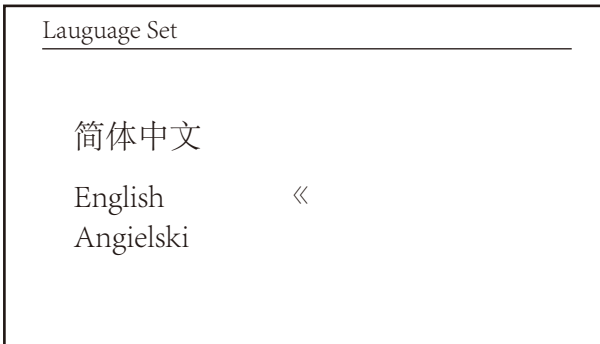 Lauguage Set
简体中文
English 《
Angielski